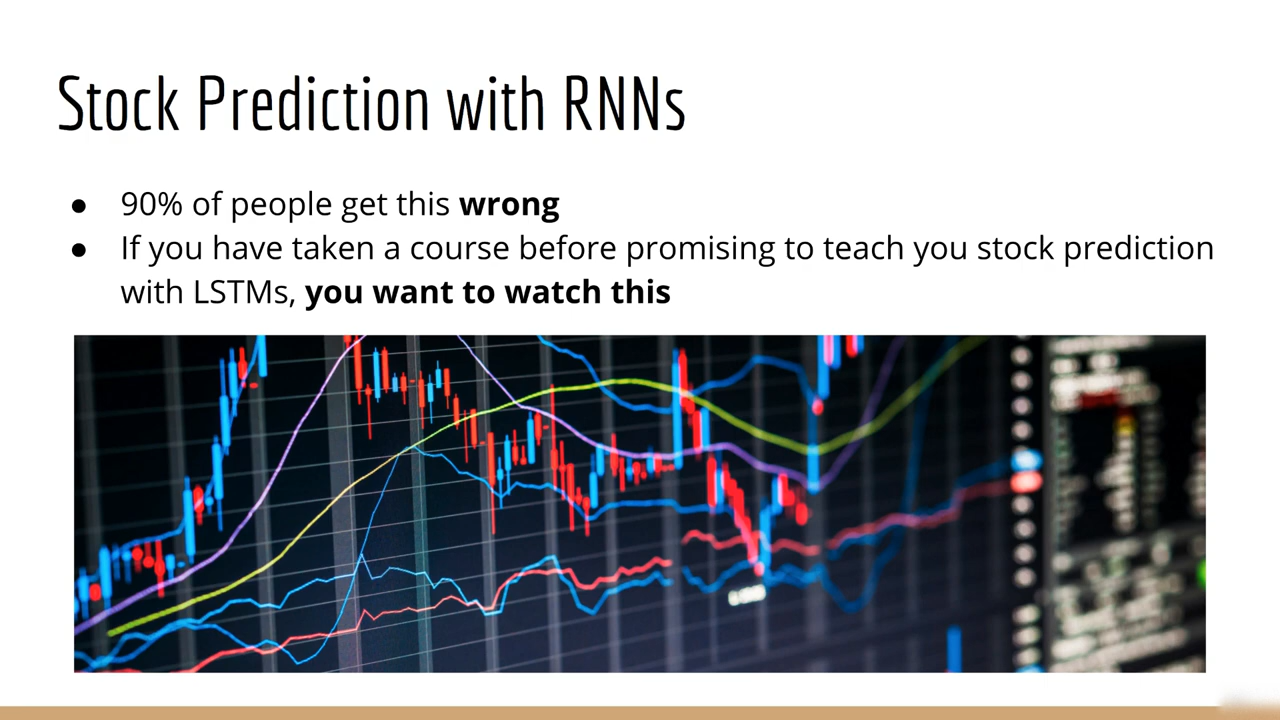 Stock Prediction with RNNs
● 90% of people get this wrong
● If you have taken a course before promising to teach you stock prediction
with LSTMs, you want to watch this